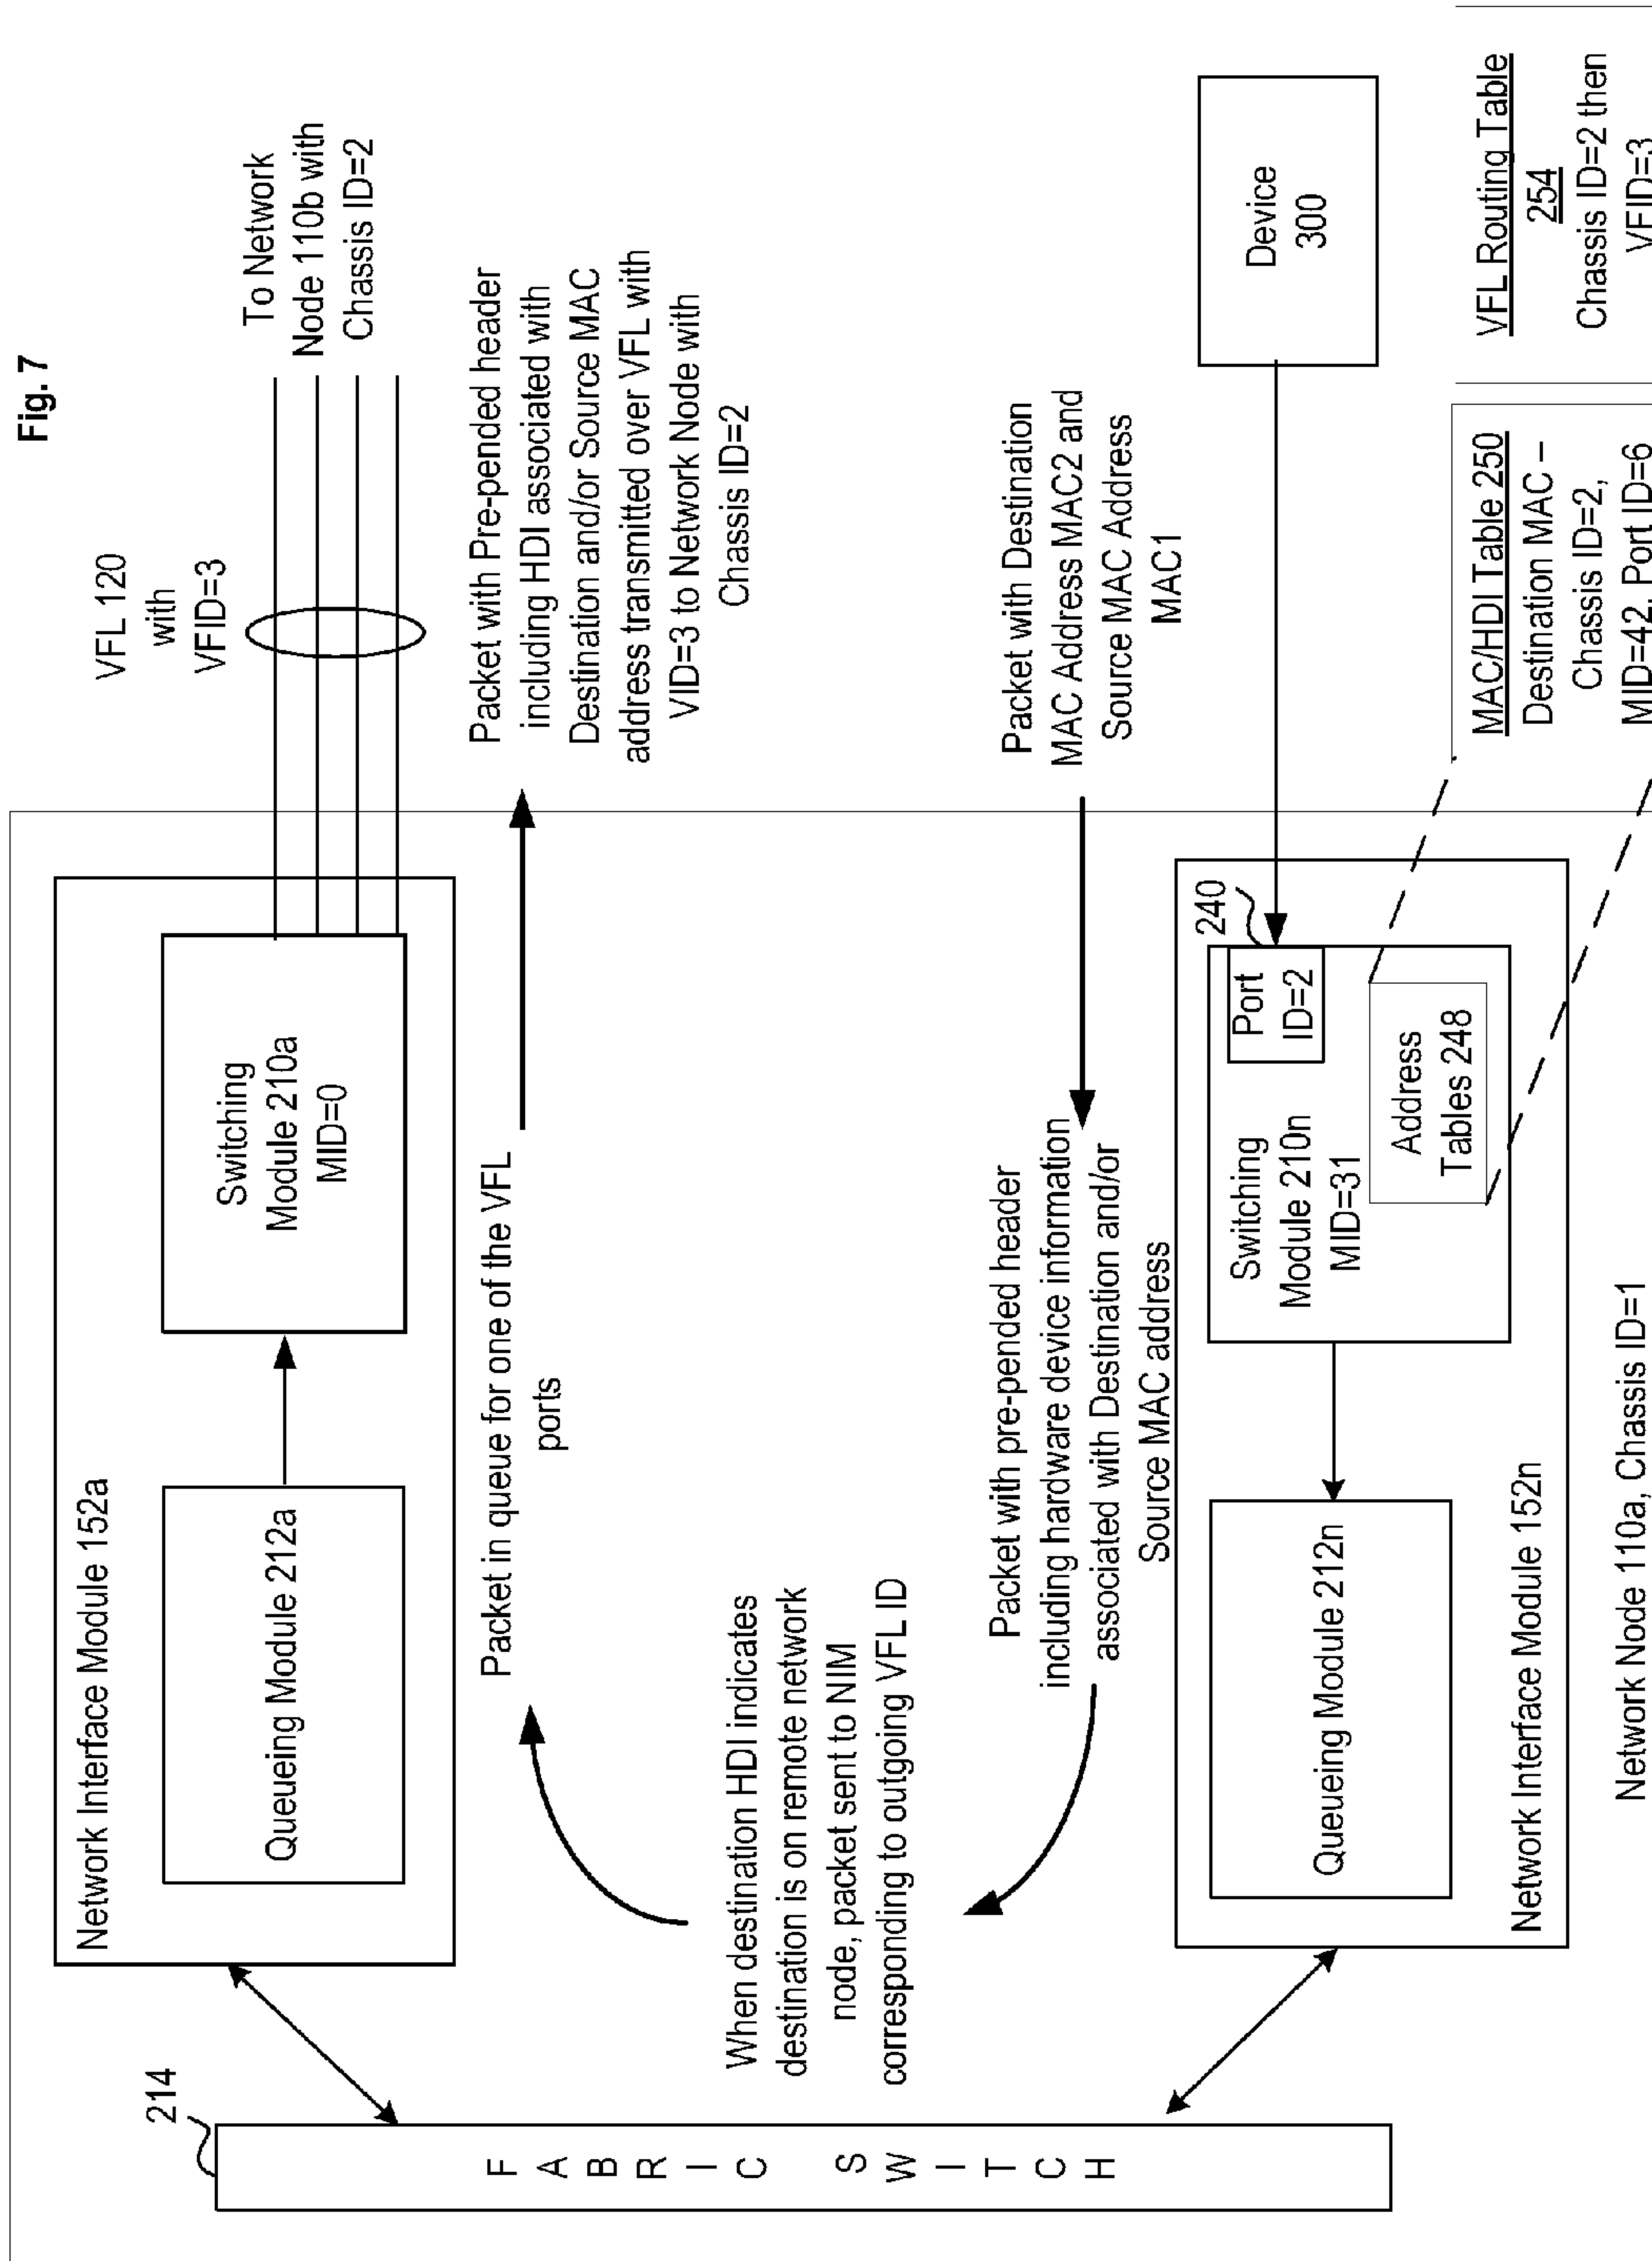 Fig. 7
214
FABRIC SWITCH
Network Interface Module 152a
Queueing Module 212a
Switching
Module 210a
MID=0
VFL 120
with
VFID=3
To Network
Node 110b with
Chassis ID=2
Packet in queue for one of the VFL
ports
Packet with Pre-pended header
including HDI associated with
Destination and/or Source MAC
address transmitted over VFL with
VID=3 to Network Node with
Chassis ID=2
When destination HDI indicates
destination is on remote network
node, packet sent to NIM
corresponding to outgoing VFL ID
Packet with pre-pended header
including hardware device information
associated with Destination and/or
Source MAC address
Packet with Destination
MAC Address MAC2 and
Source MAC Address
MAC1
Queueing Module 212n
Switching
Module 210n
MID=31
Port
ID=2
240
Address
Tables 248
Device
300
Network Interface Module 152n
Network Node 110a, Chassis ID=1
MAC/HDI Table 250
Destination MAC –
Chassis ID=2,
MID=42, Port ID=6
VFL Routing Table
254
Chassis ID=2 then
VFID=3